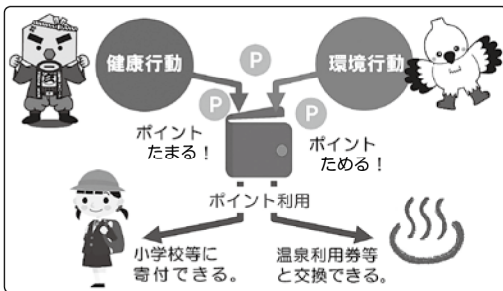 健康行動
環境行動
P
P
P
ポイント
たまる！
ポイント
ためる！
ポイント利用
小学校等に
寄付できる。
温泉利用券等
と交換できる。